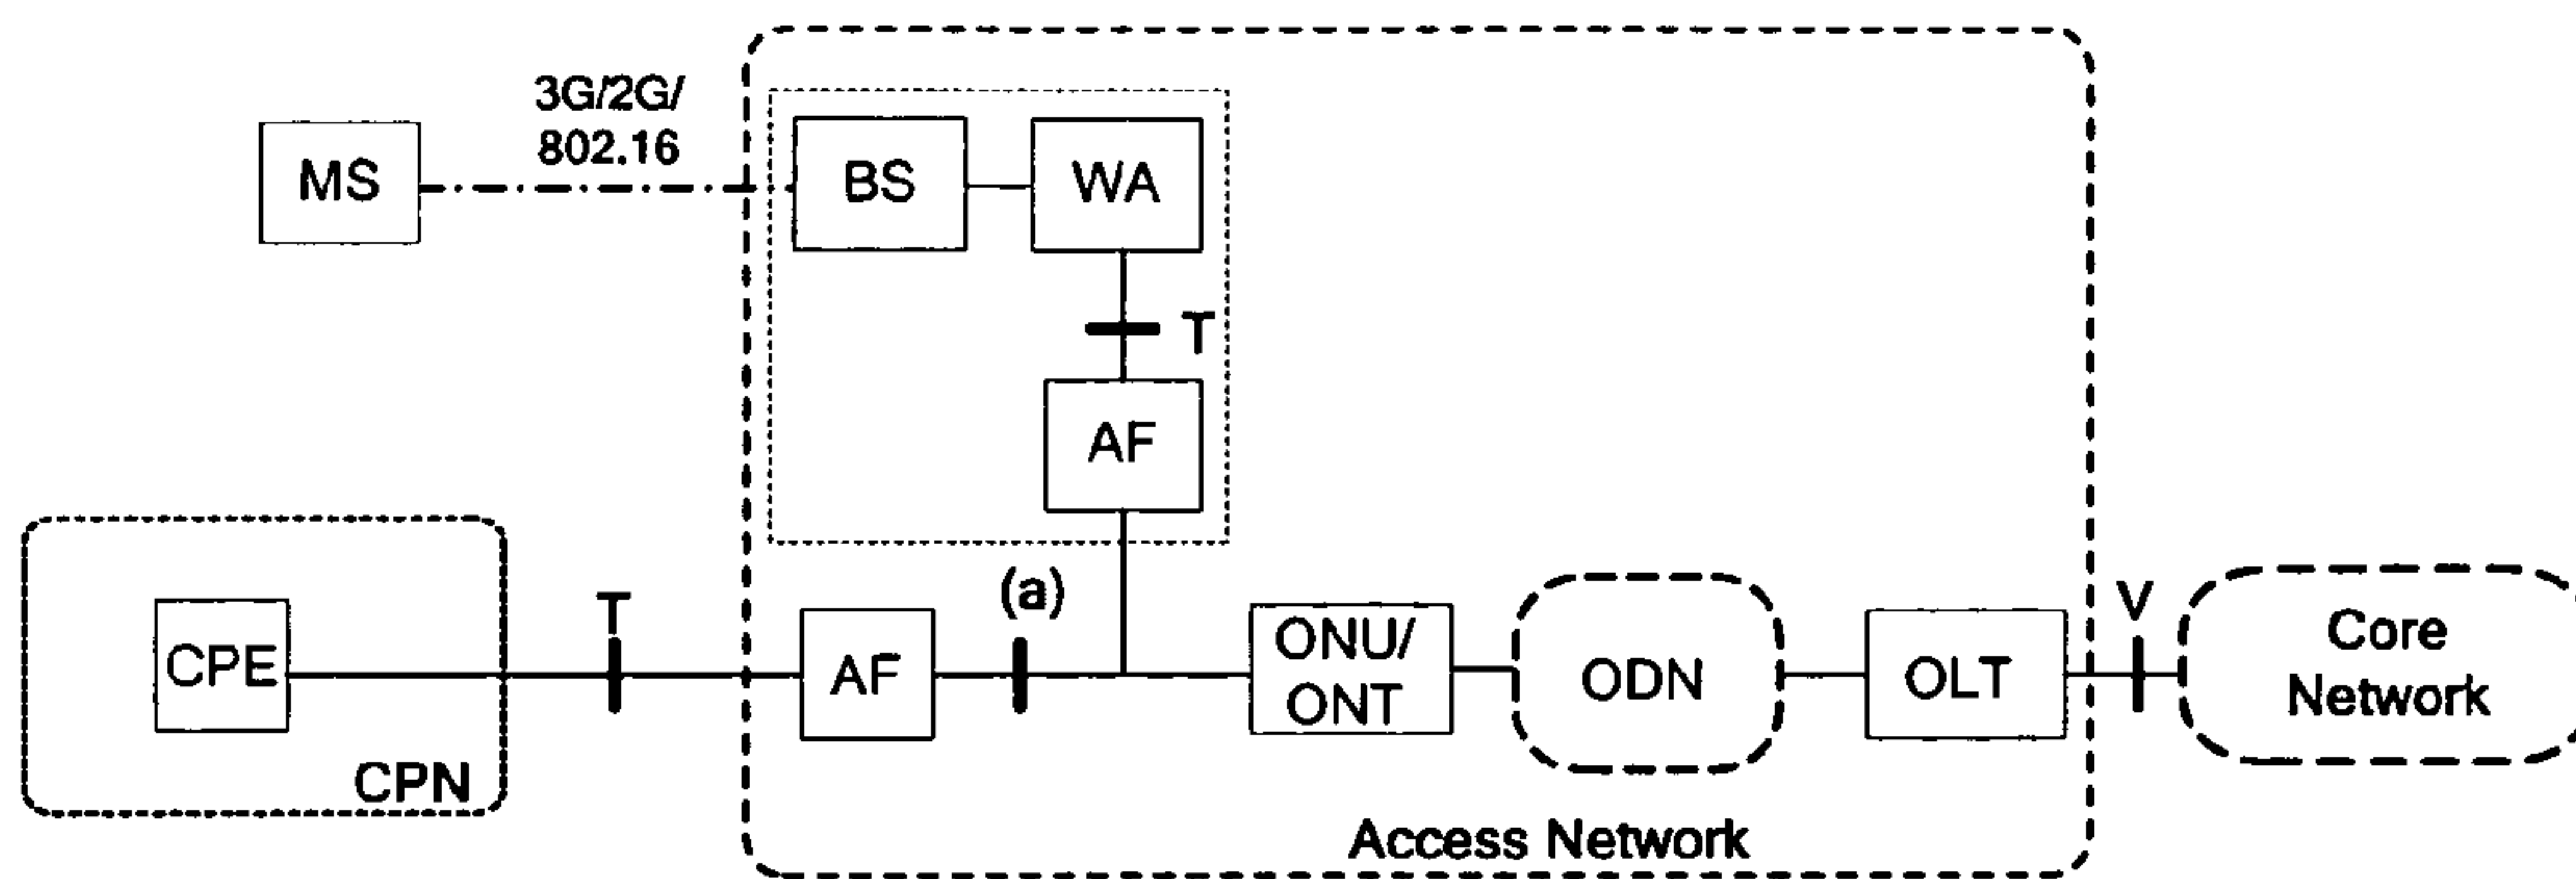 3G/2G/
802.16
MS
BS
WA
T
AF
(a)
T
V
CPE
AF
ONU/
ONT
ODN
OLT
Core
Network
CPN
Access Network